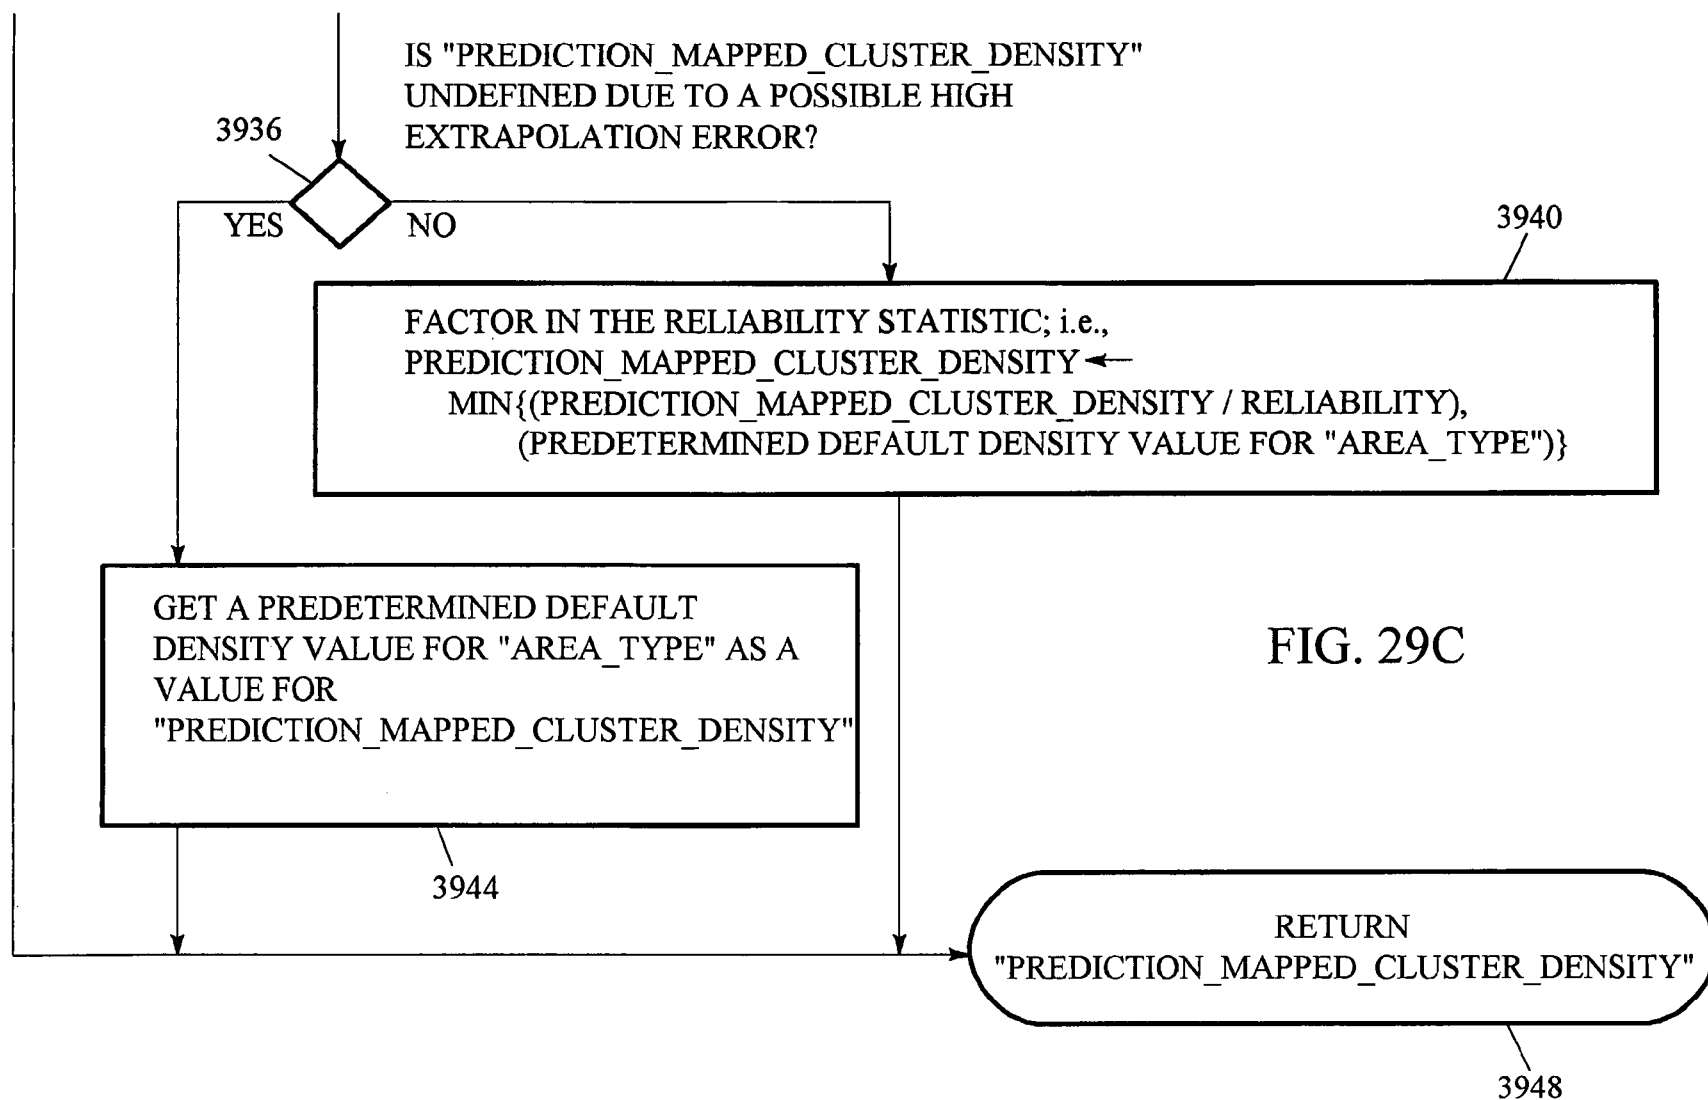 IS "PREDICTION_MAPPED_CLUSTER_DENSITY"
UNDEFINED DUE TO A POSSIBLE HIGH
EXTRAPOLATION ERROR?
3936
YES
NO
3940
FACTOR IN THE RELIABILITY STATISTIC; i.e.,
PREDICTION_MAPPED_CLUSTER_DENSITY ←
MIN{(PREDICTION_MAPPED_CLUSTER_DENSITY / RELIABILITY),
(PREDETERMINED DEFAULT DENSITY VALUE FOR "AREA_TYPE")}
GET A PREDETERMINED DEFAULT
DENSITY VALUE FOR "AREA_TYPE" AS A
VALUE FOR
"PREDICTION_MAPPED_CLUSTER_DENSITY"
3944
FIG. 29C
RETURN
"PREDICTION_MAPPED_CLUSTER_DENSITY"
3948